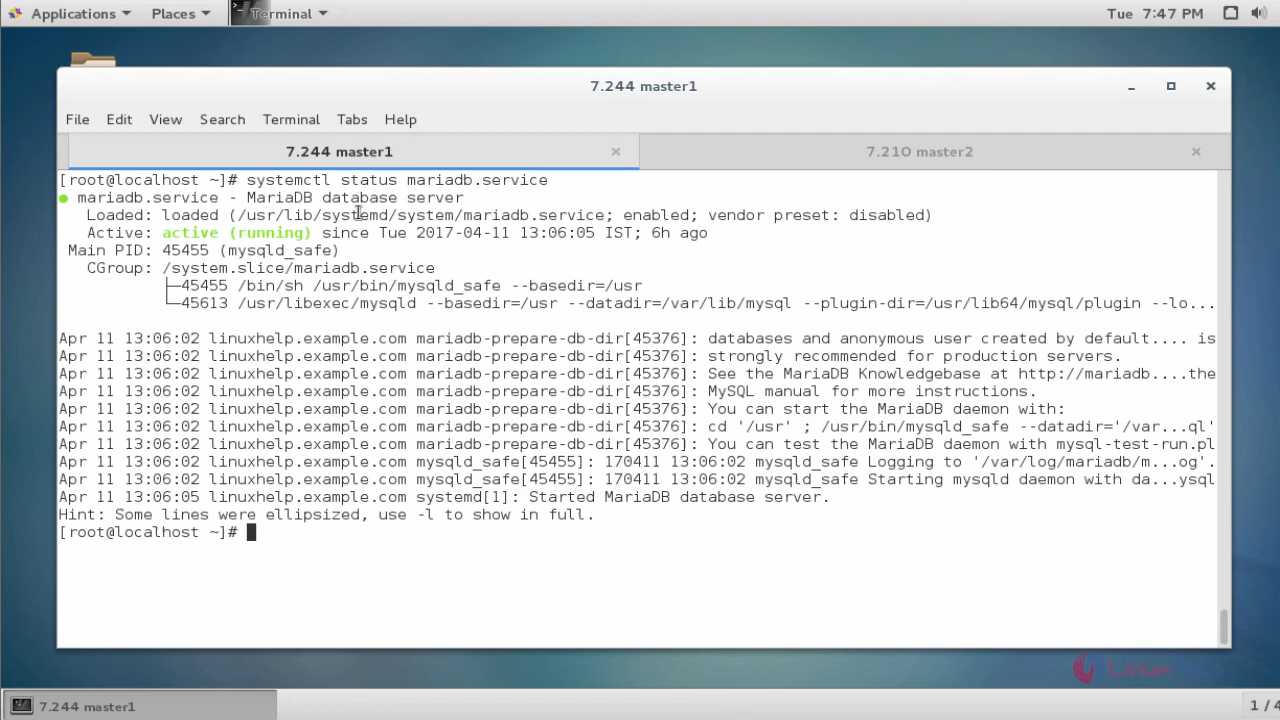 Applications Places Terminal Tue 7:47 PM
7.244 master1
File Edit View Search Terminal Tabs Help
7.244 master1 7.210 master2
[root@localhost ~]# systemctl status mariadb.service
● mariadb.service - MariaDB database server
Loaded: loaded (/usr/lib/systemd/system/mariadb.service; enabled; vendor preset: disabled)
Active: active (running) since Tue 2017-04-11 13:06:05 IST; 6h ago
Main PID: 45455 (mysqld_safe)
CGroup: /system.slice/mariadb.service
├─45455 /bin/sh /usr/bin/mysqld_safe --basedir=/usr
└─45613 /usr/libexec/mysqld --basedir=/usr --datadir=/var/lib/mysql --plugin-dir=/usr/lib64/mysql/plugin --lo...
Apr 11 13:06:02 linuxhelp.example.com mariadb-prepare-db-dir[45376]: databases and anonymous user created by default.... is
Apr 11 13:06:02 linuxhelp.example.com mariadb-prepare-db-dir[45376]: strongly recommended for production servers.
Apr 11 13:06:02 linuxhelp.example.com mariadb-prepare-db-dir[45376]: See the MariaDB Knowledgebase at http://mariadb....the
Apr 11 13:06:02 linuxhelp.example.com mariadb-prepare-db-dir[45376]: MySQL manual for more instructions.
Apr 11 13:06:02 linuxhelp.example.com mariadb-prepare-db-dir[45376]: You can start the MariaDB daemon with:
Apr 11 13:06:02 linuxhelp.example.com mariadb-prepare-db-dir[45376]: cd '/usr' ; /usr/bin/mysqld_safe --datadir='/var...ql'
Apr 11 13:06:02 linuxhelp.example.com mariadb-prepare-db-dir[45376]: You can test the MariaDB daemon with mysql-test-run.pl
Apr 11 13:06:02 linuxhelp.example.com mysqld_safe[45455]: 170411 13:06:02 mysqld_safe Logging to '/var/log/mariadb/m...og'.
Apr 11 13:06:02 linuxhelp.example.com mysqld_safe[45455]: 170411 13:06:02 mysqld_safe Starting mysqld daemon with da...ysql
Apr 11 13:06:05 linuxhelp.example.com systemd[1]: Started MariaDB database server.
Hint: Some lines were ellipsized, use -l to show in full.
[root@localhost ~]#
7.244 master1 1 / 4